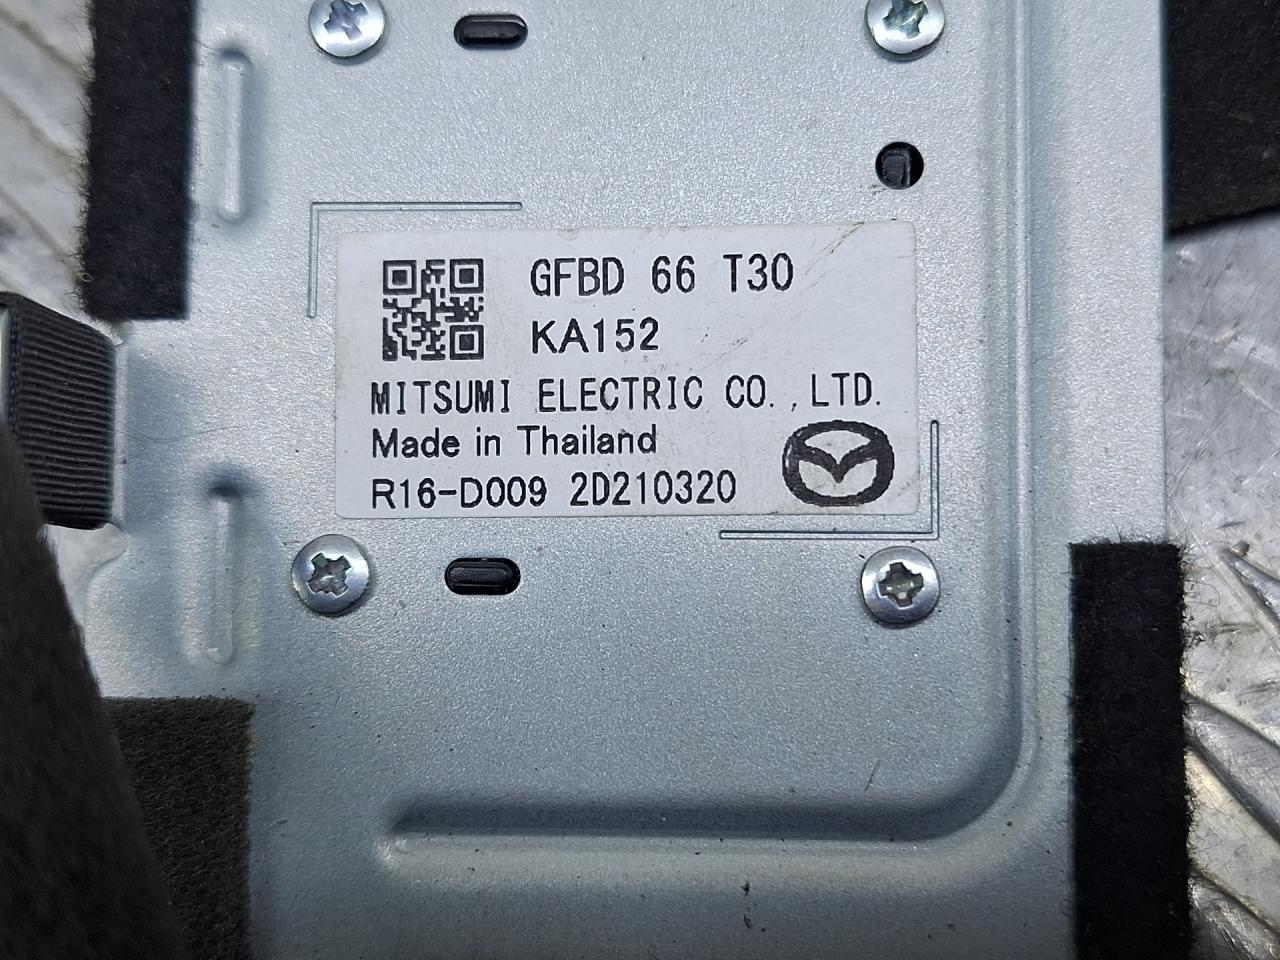 GFBD 66 T30
KA152
MITSUMI ELECTRIC CO., LTD.
Made in Thailand
R16-D009 2D210320